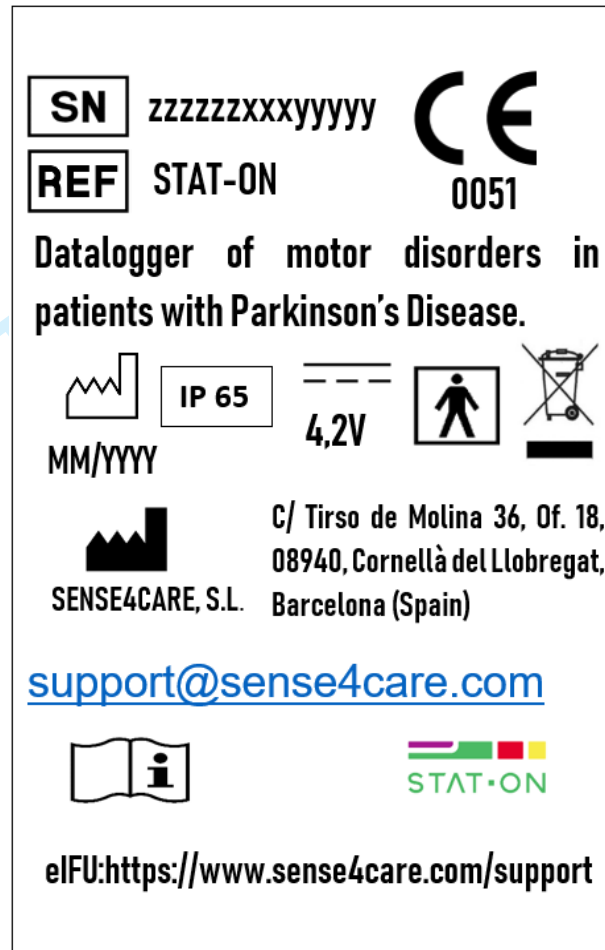 SN zzzzzzxxxyyyyy CE
REF STAT-ON 0051
Datalogger of motor disorders in
patients with Parkinson's Disease.
IP 65
4,2V
MM/YYYY
C/ Tirso de Molina 36, Of. 18,
08940, Cornellà del Llobregat,
SENSE4CARE, S.L. Barcelona (Spain)
support@sense4care.com
i
STAT·ON
eIFU:https://www.sense4care.com/support